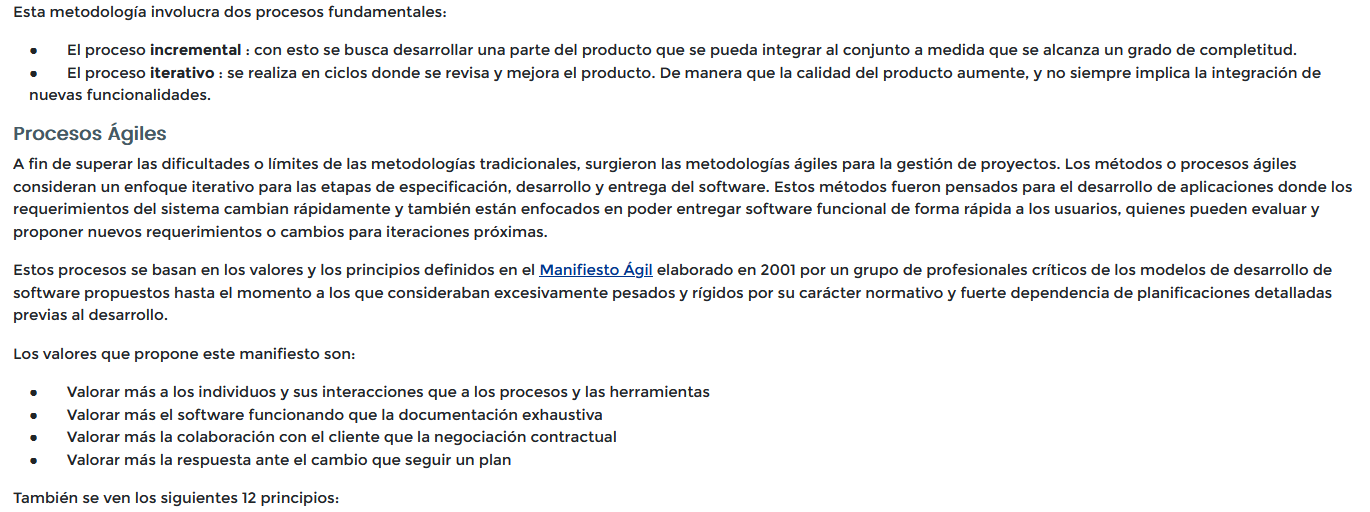 Esta metodología involucra dos procesos fundamentales:
● El proceso incremental : con esto se busca desarrollar una parte del producto que se pueda integrar al conjunto a medida que se alcanza un grado de completitud.
● El proceso iterativo : se realiza en ciclos donde se revisa y mejora el producto. De manera que la calidad del producto aumente, y no siempre implica la integración de
nuevas funcionalidades.
Procesos Ágiles
A fin de superar las dificultades o límites de las metodologías tradicionales, surgieron las metodologías ágiles para la gestión de proyectos. Los métodos o procesos ágiles
consideran un enfoque iterativo para las etapas de especificación, desarrollo y entrega del software. Estos métodos fueron pensados para el desarrollo de aplicaciones donde los
requerimientos del sistema cambian rápidamente y también están enfocados en poder entregar software funcional de forma rápida a los usuarios, quienes pueden evaluar y
proponer nuevos requerimientos o cambios para iteraciones próximas.
Estos procesos se basan en los valores y los principios definidos en el Manifiesto Ágil elaborado en 2001 por un grupo de profesionales críticos de los modelos de desarrollo de
software propuestos hasta el momento a los que consideraban excesivamente pesados y rígidos por su carácter normativo y fuerte dependencia de planificaciones detalladas
previas al desarrollo.
Los valores que propone este manifiesto son:
● Valorar más a los individuos y sus interacciones que a los procesos y las herramientas
● Valorar más el software funcionando que la documentación exhaustiva
● Valorar más la colaboración con el cliente que la negociación contractual
● Valorar más la respuesta ante el cambio que seguir un plan
También se ven los siguientes 12 principios: